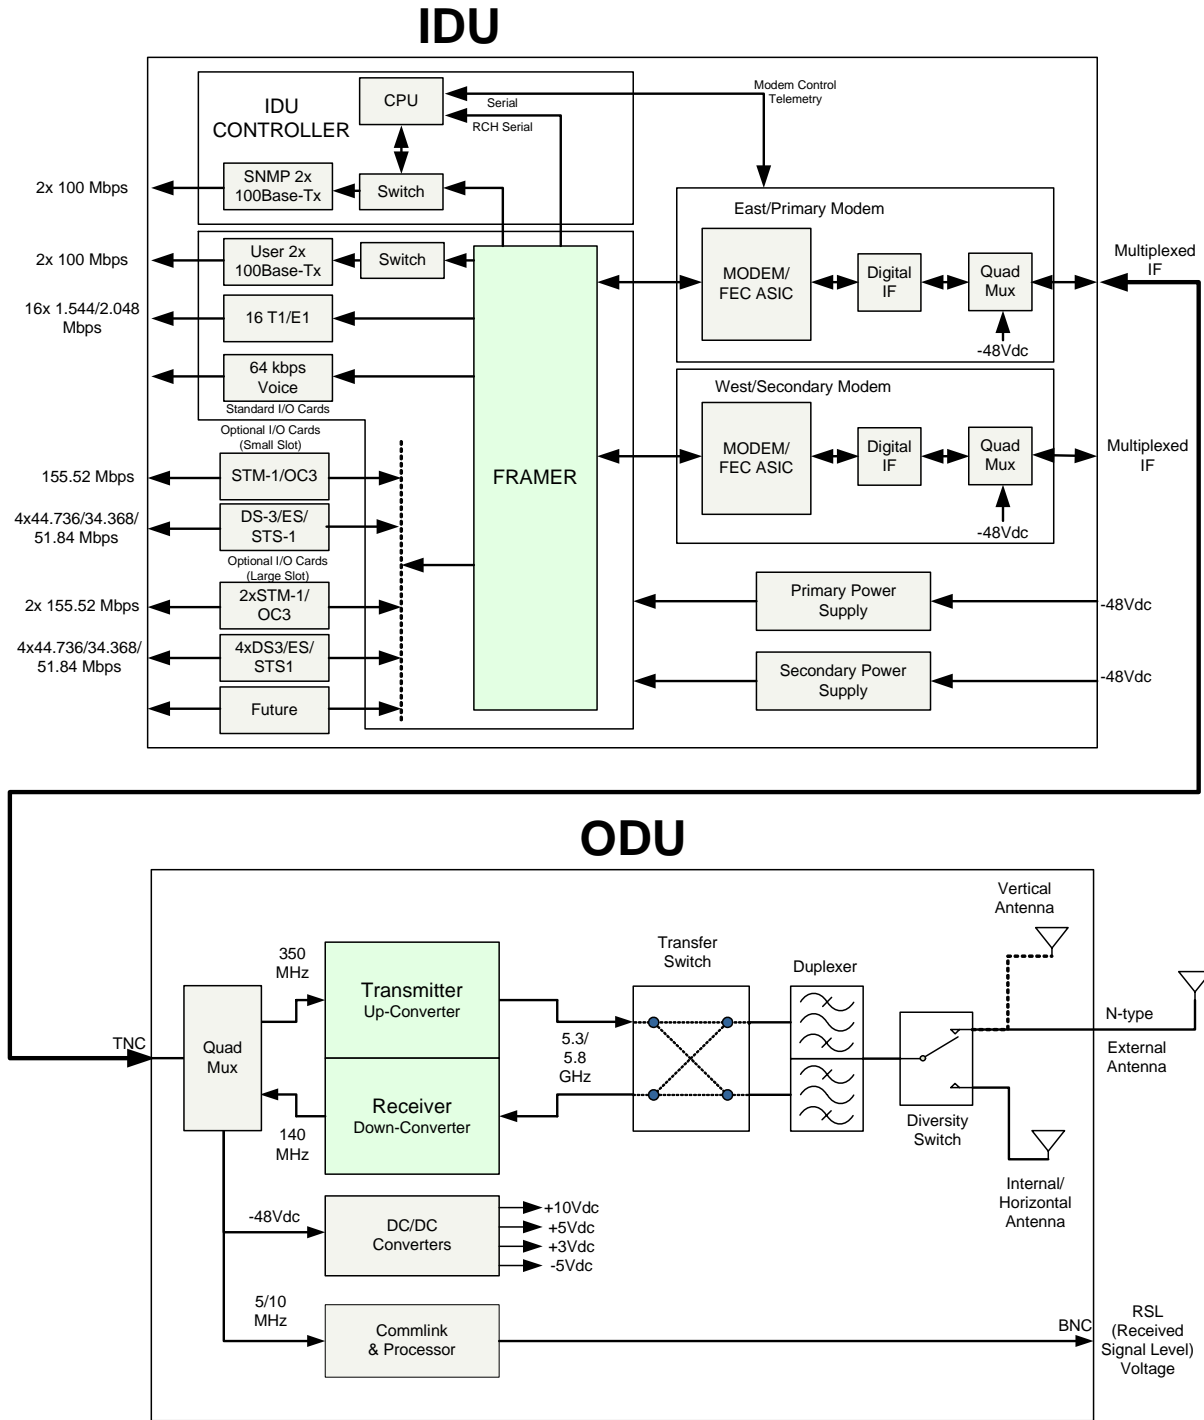 IDU
IDU
CONTROLLER
CPU
Serial
RCH Serial
Modem Control
Telemetry
2x 100 Mbps
SNMP 2x
100Base-Tx
Switch
2x 100 Mbps
User 2x
100Base-Tx
Switch
16x 1.544/2.048
Mbps
16 T1/E1
64 kbps
Voice
Standard I/O Cards
Optional I/O Cards
(Small Slot)
155.52 Mbps
STM-1/OC3
4x44.736/34.368/
51.84 Mbps
DS-3/ES/
STS-1
Optional I/O Cards
(Large Slot)
2x 155.52 Mbps
2xSTM-1/
OC3
4x44.736/34.368/
51.84 Mbps
4xDS3/ES/
STS1
Future
FRAMER
East/Primary Modem
MODEM/
FEC ASIC
Digital
IF
Quad
Mux
-48Vdc
Multiplexed
IF
West/Secondary Modem
MODEM/
FEC ASIC
Digital
IF
Quad
Mux
-48Vdc
Multiplexed
IF
Primary Power
Supply
-48Vdc
Secondary Power
Supply
-48Vdc
ODU
TNC
Quad
Mux
350
MHz
140
MHz
Transmitter
Up-Converter
Receiver
Down-Converter
5.3/
5.8
GHz
Transfer
Switch
Duplexer
Diversity
Switch
Vertical
Antenna
N-type
External
Antenna
Internal/
Horizontal
Antenna
-48Vdc
DC/DC
Converters
+10Vdc
+5Vdc
+3Vdc
-5Vdc
5/10
MHz
Commlink
& Processor
BNC
RSL
(Received
Signal Level)
Voltage